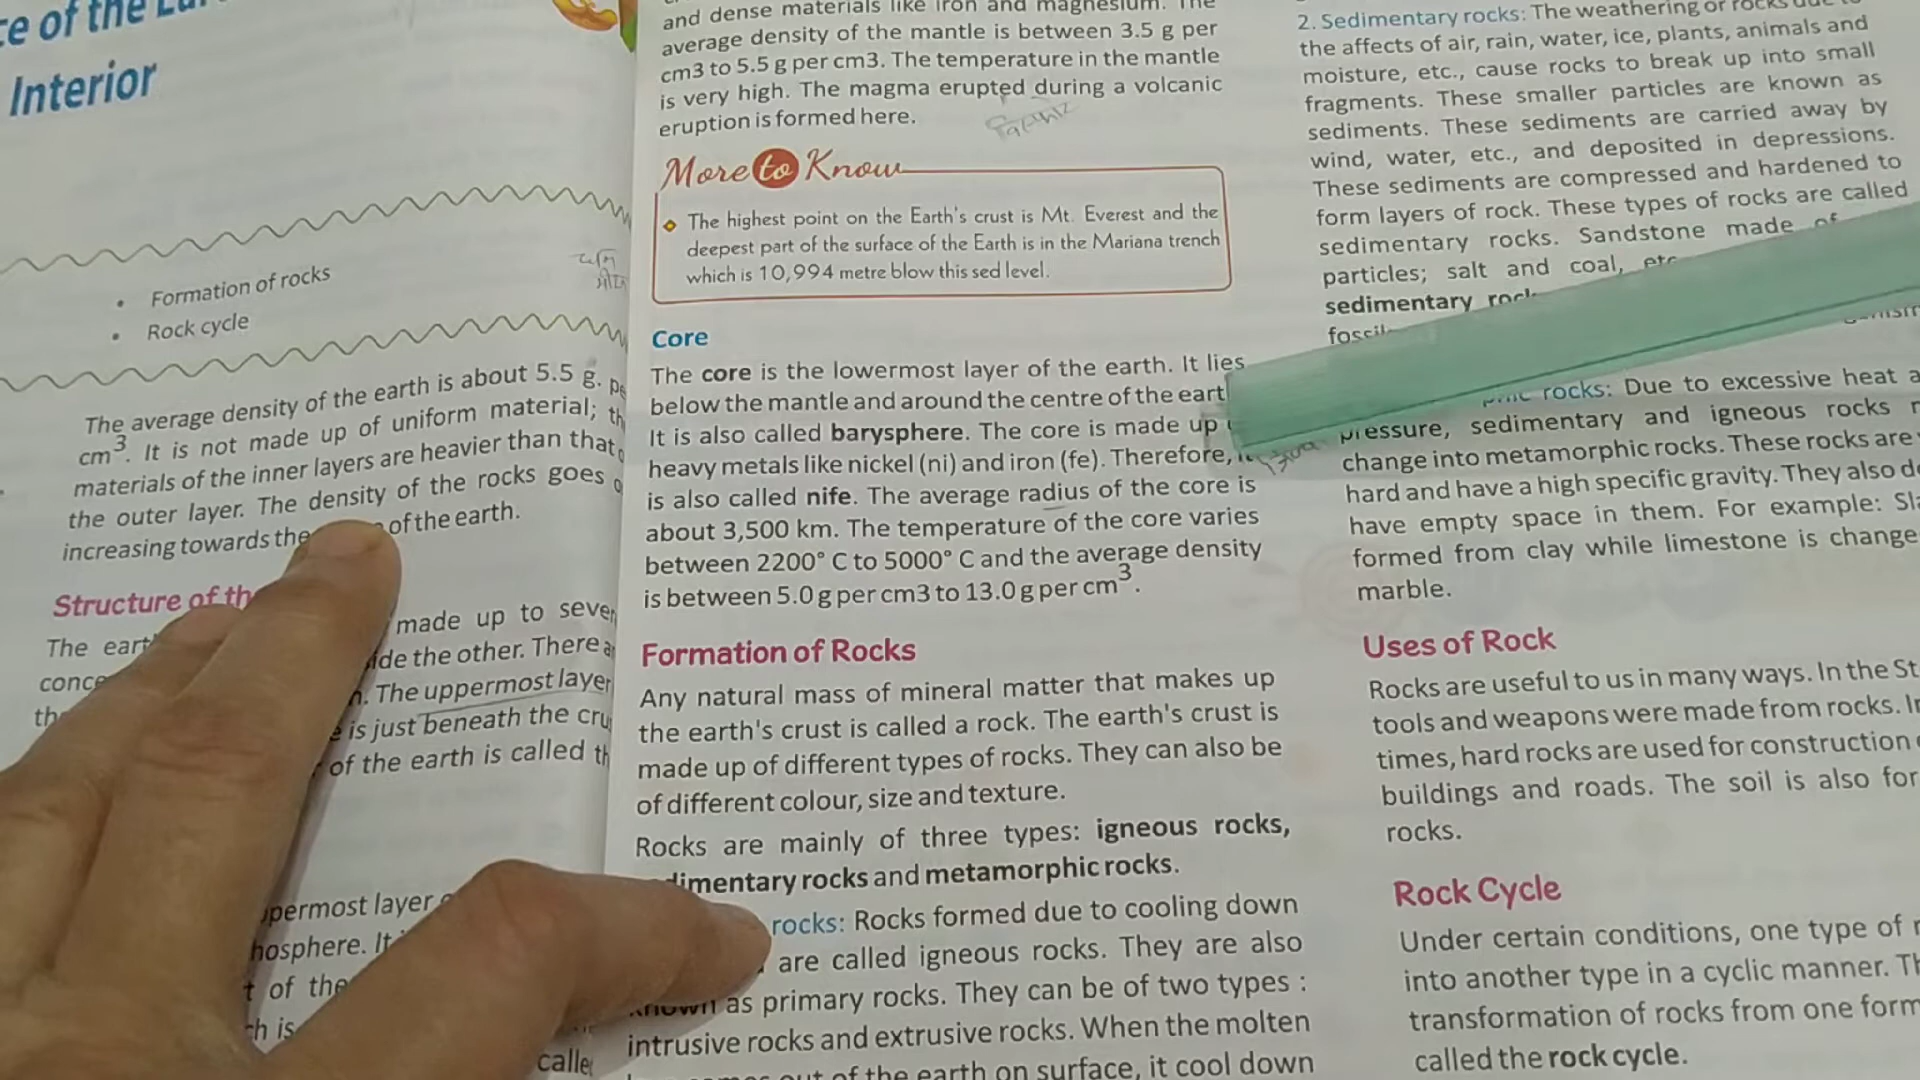 ce of the
Interior
Formation of rocks
Rock cycle
The average density of the earth is about 5.5 g.
cm3. It is not made up of uniform material;
materials of the inner layers are heavier than that
the outer layer. The density of the rocks goes
increasing towards the of the earth.
Structure of
The
made up to
the other. There
The uppermost layer
is just beneath the
of the earth is called
layer
It
of the
is
and dense materials like iron and magnesium. The
average density of the mantle is between 3.5 g per
cm3 to 5.5 g per cm3. The temperature in the mantle
is very high. The magma erupted during a volcanic
eruption is formed here.
More to Know
The highest point on the Earth's crust is Mt. Everest and the
deepest part of the surface of the Earth is in the Mariana trench
which is 10,994 metre blow this sed level.
Core
The core is the lowermost layer of the earth. It lies
below the mantle and around the centre of the eart
It is also called barysphere. The core is made up
heavy metals like nickel (ni) and iron (fe). Therefore,
is also called nife. The average radius of the core is
about 3,500 km. The temperature of the core varies
between 2200° C to 5000° C and the average density
is between 5.0 g per cm3 to 13.0 g per cm3.
Formation of Rocks
Any natural mass of mineral matter that makes up
the earth's crust is called a rock. The earth's crust is
made up of different types of rocks. They can also be
of different colour, size and texture.
Rocks are mainly of three types: igneous rocks,
dimentary rocks and metamorphic rocks.
rocks: Rocks formed due to cooling down
are called igneous rocks. They are also
known as primary rocks. They can be of two types :
intrusive rocks and extrusive rocks. When the molten
out of the earth on surface, it cool down
2. Sedimentary rocks: The weathering of rocks due to
the affects of air, rain, water, ice, plants, animals and
moisture, etc., cause rocks to break up into small
fragments. These smaller particles are known as
sediments. These sediments are carried away by
wind, water, etc., and deposited in depressions.
These sediments are compressed and hardened to
form layers of rock. These types of rocks are called
sedimentary rocks. Sandstone made of
particles; salt and coal, etc
sedimentary
rocks: Due to excessive heat
pressure, sedimentary and igneous rocks
change into metamorphic rocks. These rocks are
hard and have a high specific gravity. They also
have empty space in them. For example:
formed from clay while limestone is change
marble.
Uses of Rock
Rocks are useful to us in many ways. In the
tools and weapons were made from rocks.
times, hard rocks are used for construction
buildings and roads. The soil is also for
rocks.
Rock Cycle
Under certain conditions, one type of
into another type in a cyclic manner.
transformation of rocks from one form
called the rock cycle.